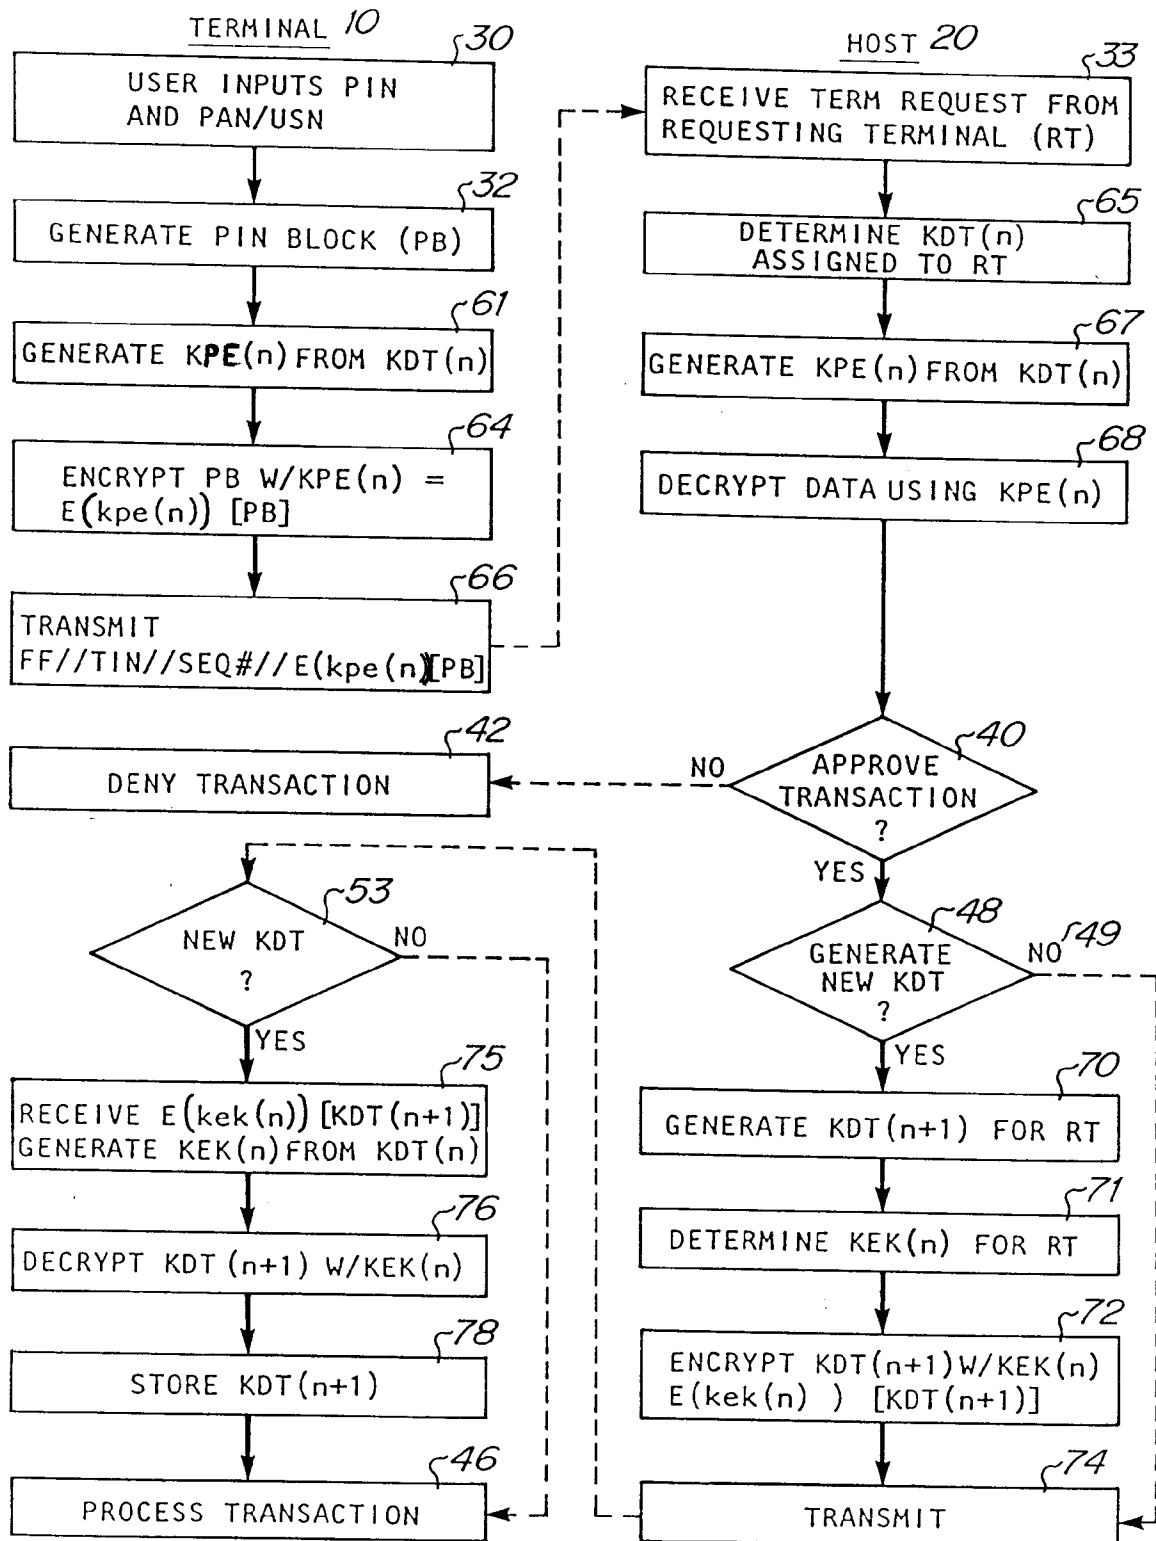 TERMINAL 10
30
USER INPUTS PIN
AND PAN/USN
32
GENERATE PIN BLOCK (PB)
61
GENERATE KPE(n) FROM KDT(n)
64
ENCRYPT PB W/KPE(n) =
E(kpe(n)) [PB]
66
TRANSMIT
FF//TIN//SEQ#//E(kpe(n))[PB]
42
DENY TRANSACTION
53
NEW KDT
?
NO
YES
75
RECEIVE E(kek(n)) [KDT(n+1)]
GENERATE KEK(n) FROM KDT(n)
76
DECRYPT KDT (n+1) W/KEK(n)
78
STORE KDT(n+1)
46
PROCESS TRANSACTION
HOST 20
33
RECEIVE TERM REQUEST FROM
REQUESTING TERMINAL (RT)
65
DETERMINE KDT(n)
ASSIGNED TO RT
67
GENERATE KPE(n) FROM KDT(n)
68
DECRYPT DATA USING KPE(n)
40
APPROVE
TRANSACTION
?
NO
YES
48
GENERATE
NEW KDT
?
NO 49
YES
70
GENERATE KDT(n+1) FOR RT
71
DETERMINE KEK(n) FOR RT
72
ENCRYPT KDT(n+1) W/KEK(n)
E(kek(n) ) [KDT(n+1)]
74
TRANSMIT